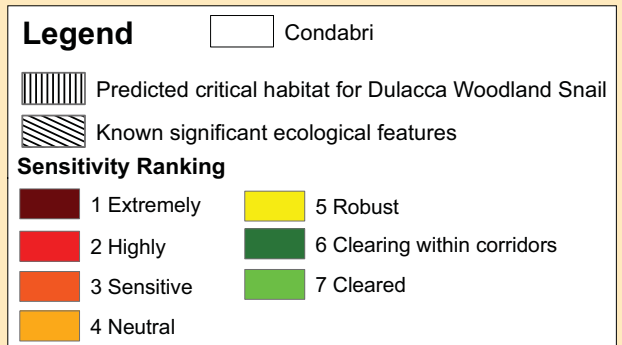 Legend
Condabri
Predicted critical habitat for Dulacca Woodland Snail
Known significant ecological features
Sensitivity Ranking
1 Extremely
2 Highly
3 Sensitive
4 Neutral
5 Robust
6 Clearing within corridors
7 Cleared